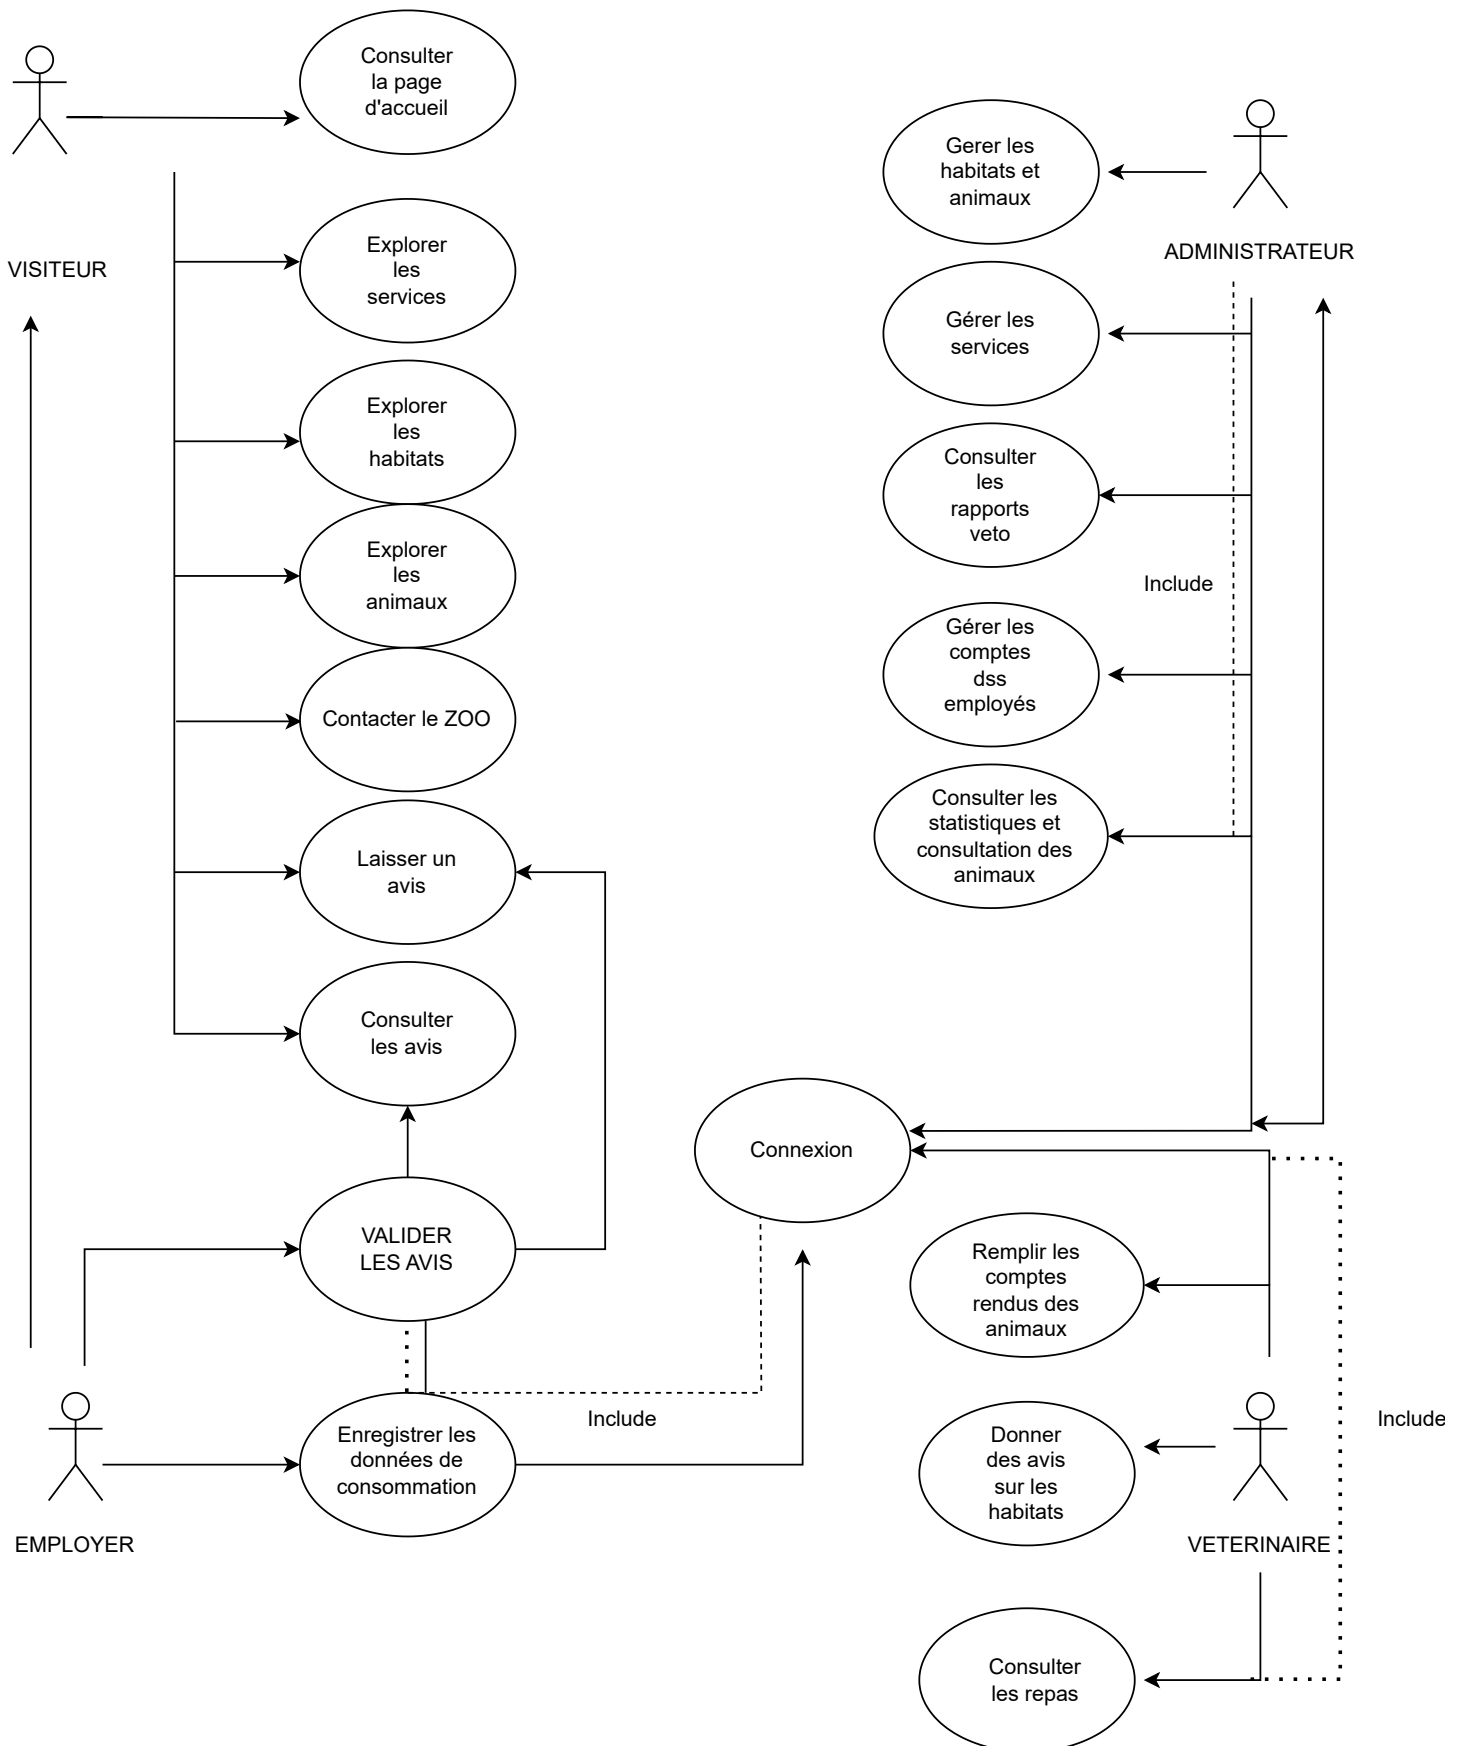 Consulter
la page
d'accueil
VISITEUR
Explorer
les
services
Explorer
les
habitats
Explorer
les
animaux
Contacter le ZOO
Laisser un
avis
Consulter
les avis
VALIDER
LES AVIS
Enregistrer les
données de
consommation
EMPLOYER
Include
Connexion
Gerer les
habitats et
animaux
ADMINISTRATEUR
Gérer les
services
Consulter
les
rapports
veto
Include
Gérer les
comptes
dss
employés
Consulter les
statistiques et
consultation des
animaux
Remplir les
comptes
rendus des
animaux
Donner
des avis
sur les
habitats
VETERINAIRE
Include
Consulter
les repas